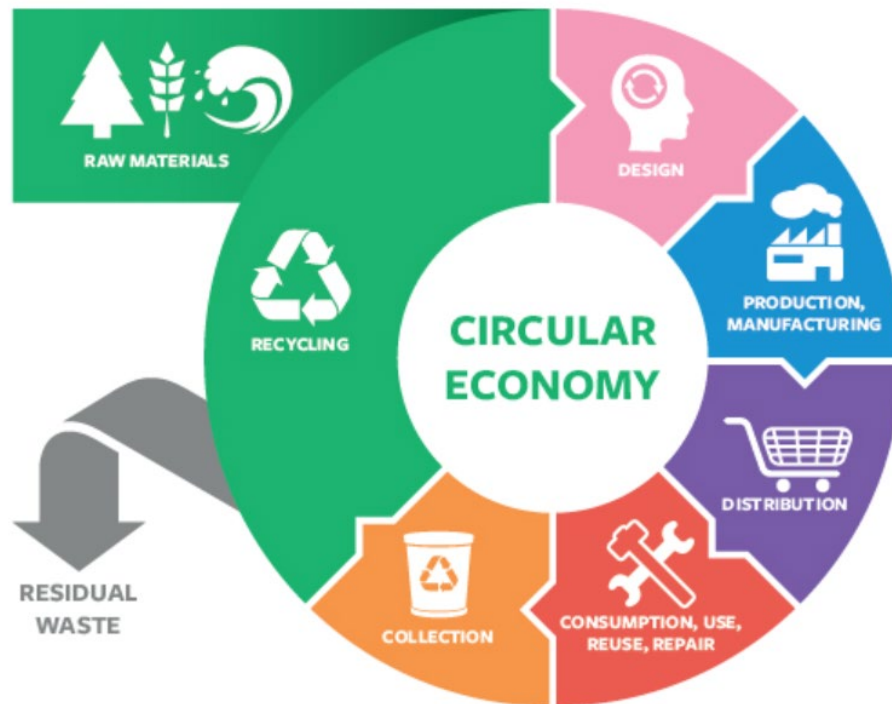 RAW MATERIALS
DESIGN
PRODUCTION,
MANUFACTURING
RECYCLING
CIRCULAR
ECONOMY
DISTRIBUTION
CONSUMPTION, USE,
REUSE, REPAIR
COLLECTION
RESIDUAL
WASTE